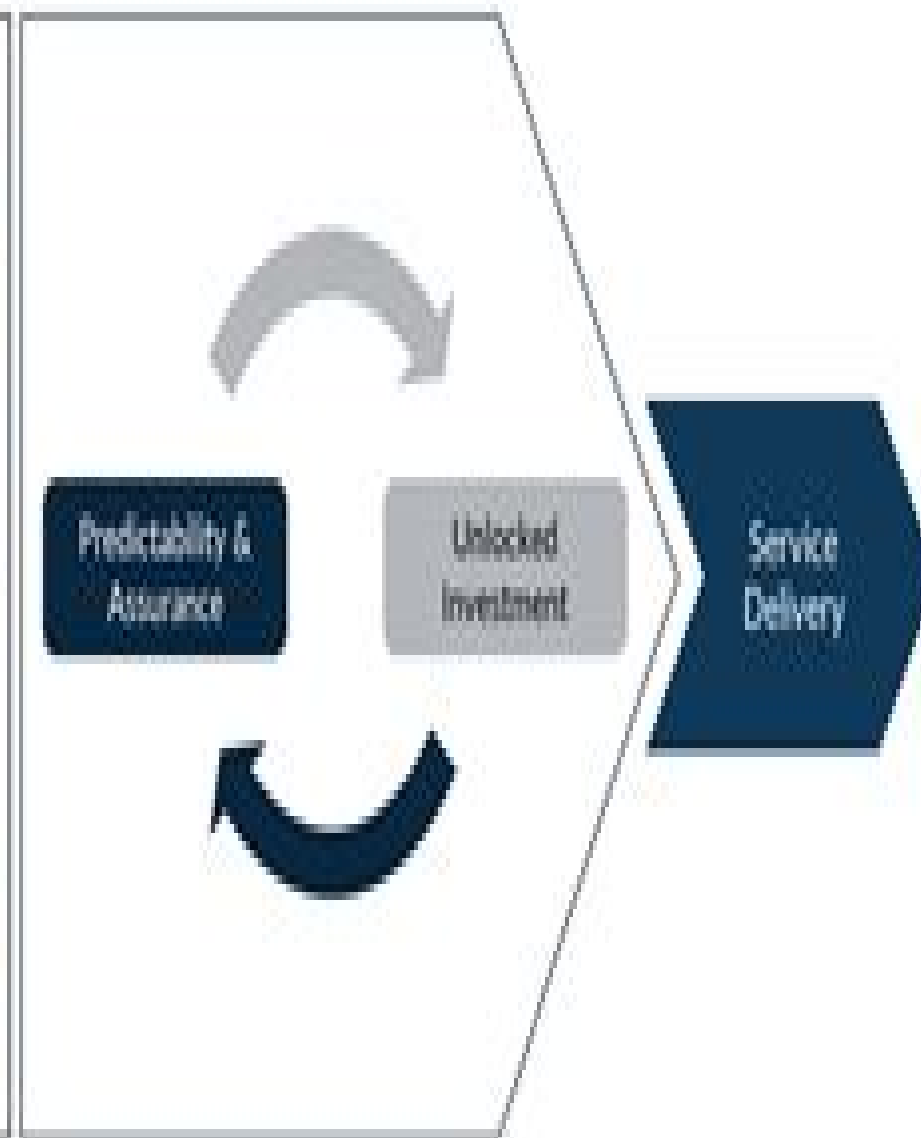 Predictability &
Assurance
Unlocked
Investment
Service
Delivery